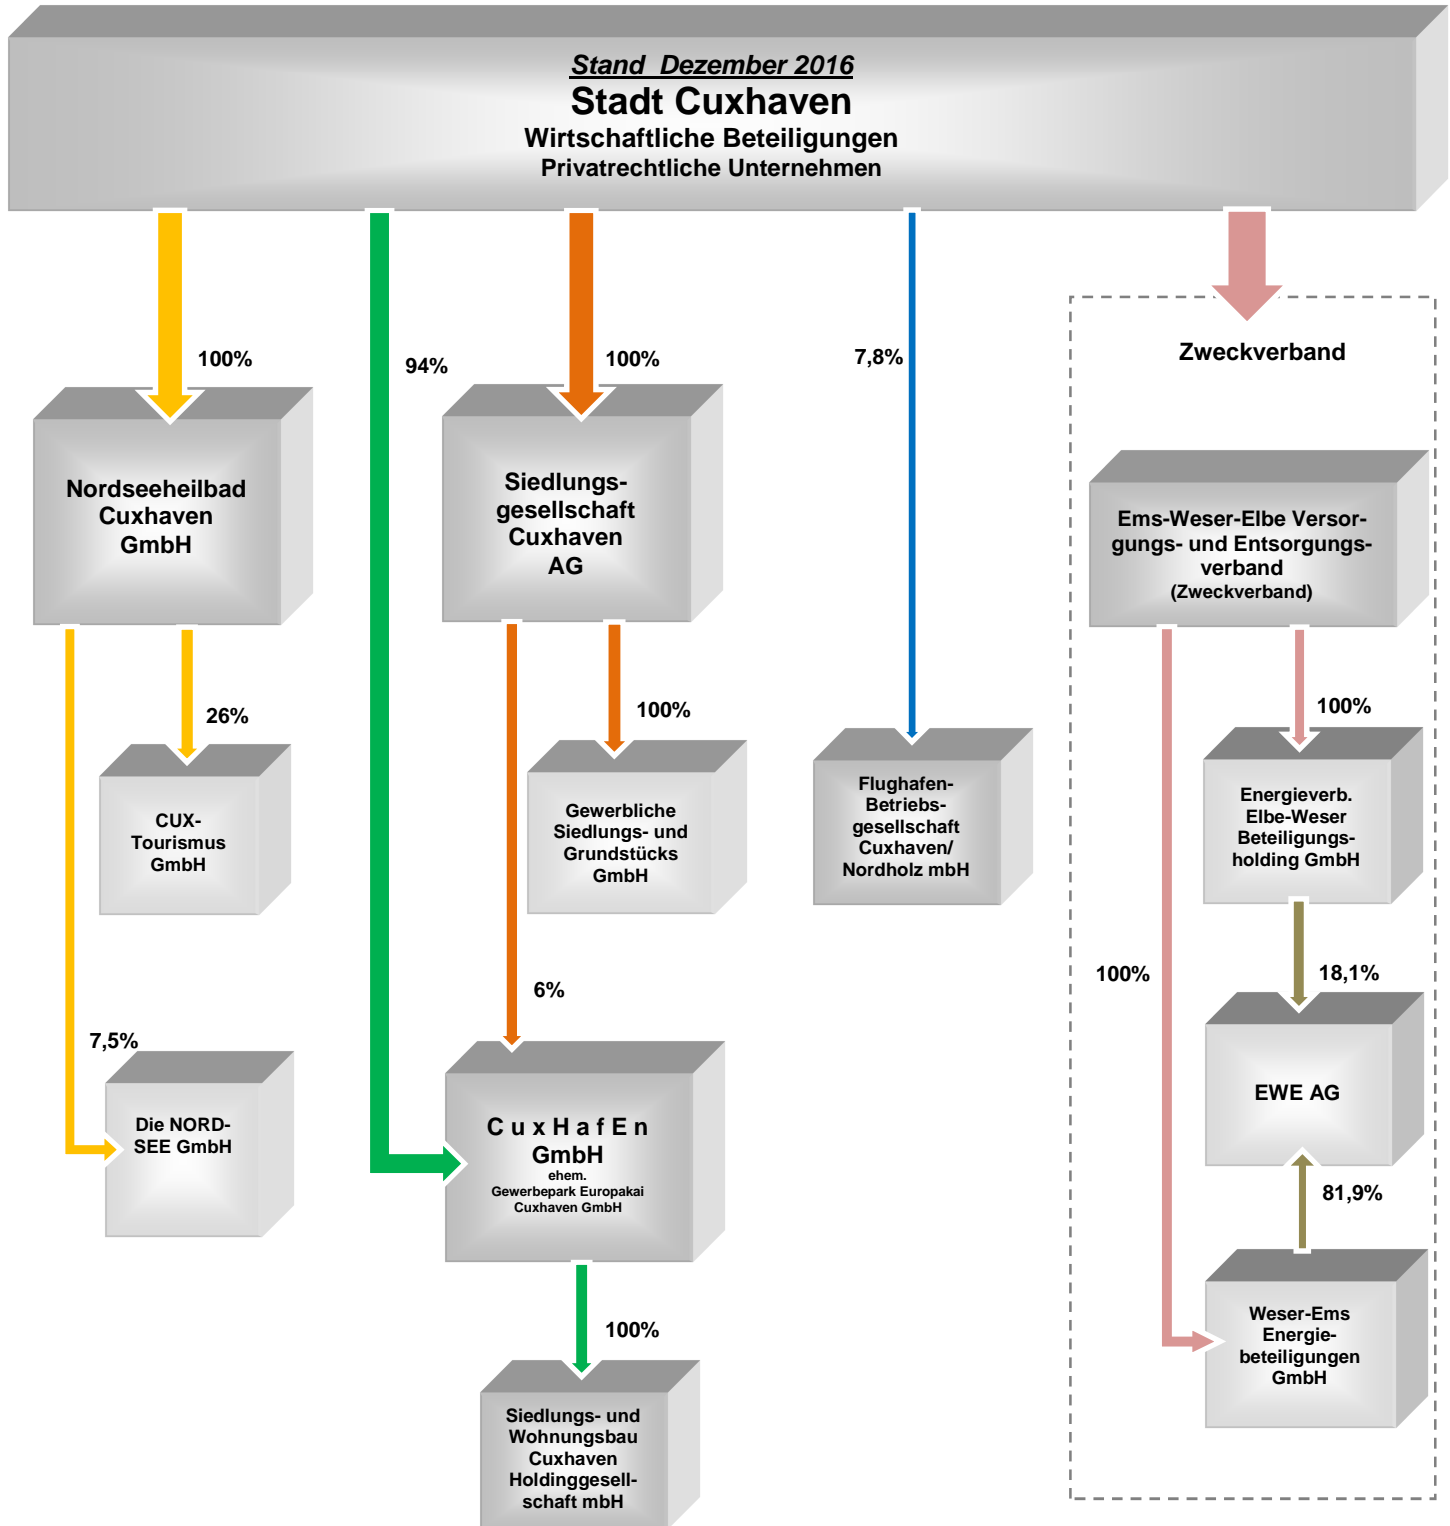 Stand Dezember 2016
Stadt Cuxhaven
Wirtschaftliche Beteiligungen
Privatrechtliche Unternehmen
100%
94%
100%
7,8%
Zweckverband
Nordseeheilbad
Cuxhaven
GmbH
Siedlungs-
gesellschaft
Cuxhaven
AG
Ems-Weser-Elbe Versor-
gungs- und Entsorgungs-
verband
(Zweckverband)
26%
100%
100%
CUX-
Tourismus
GmbH
Gewerbliche
Siedlungs- und
Grundstücks
GmbH
Flughafen-
Betriebs-
gesellschaft
Cuxhaven/
Nordholz mbH
Energieverb.
Elbe-Weser
Beteiligungs-
holding GmbH
6%
100%
18,1%
7,5%
Die NORD-
SEE GmbH
C u x H a f E n
GmbH
ehem.
Gewerbepark Europakai
Cuxhaven GmbH
EWE AG
81,9%
100%
Weser-Ems
Energie-
beteiligungen
GmbH
Siedlungs- und
Wohnungsbau
Cuxhaven
Holdinggesell-
schaft mbH